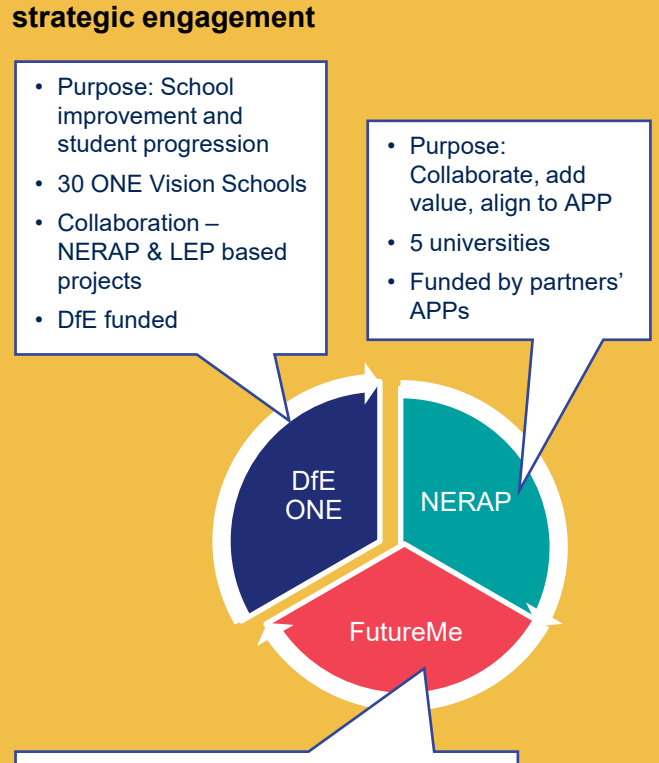 strategic engagement
• Purpose: School
improvement and
student progression
• 30 ONE Vision Schools
• Collaboration –
NERAP & LEP based
projects
• DfE funded
• Purpose:
Collaborate, add
value, align to APP
• 5 universities
• Funded by partners’
APPs
DfE
ONE
NERAP
FutureMe